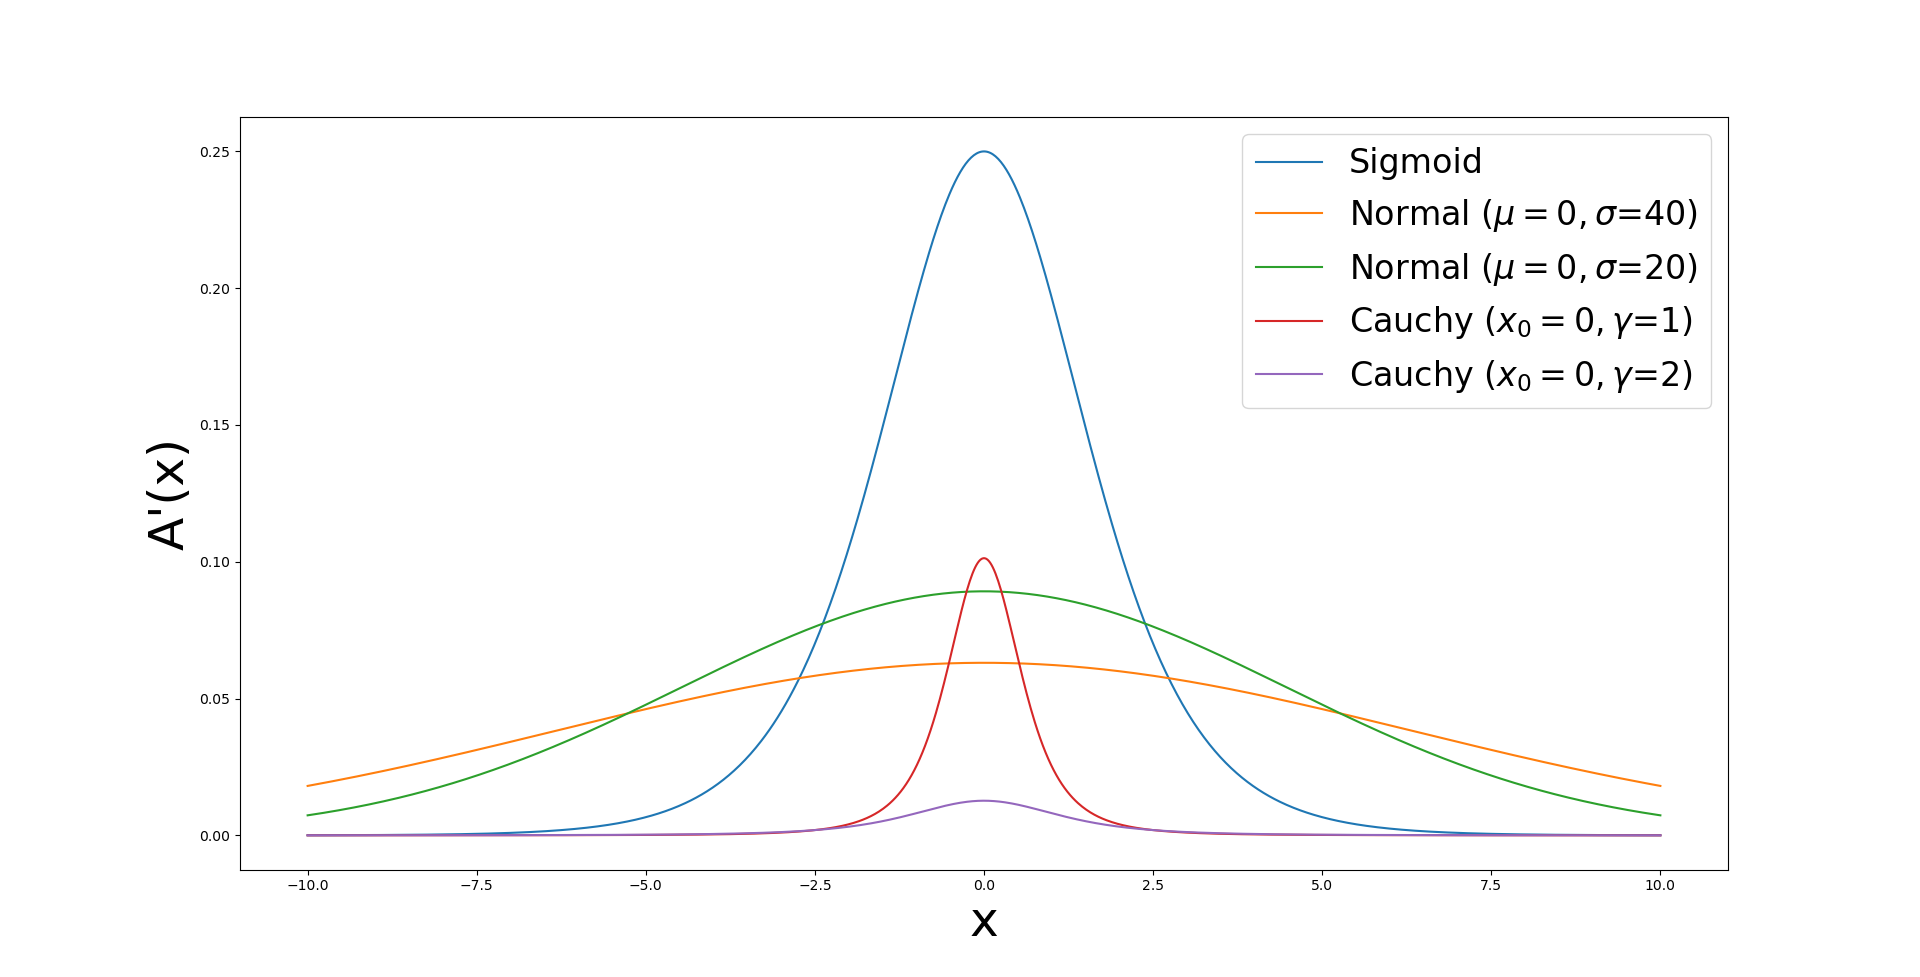 Sigmoid
Normal (μ = 0, σ=40)
Normal (μ = 0, σ=20)
Cauchy (x₀ = 0, γ=1)
Cauchy (x₀ = 0, γ=2)
A'(x)
0.25
0.20
0.15
0.10
0.05
0.00
−10.0 −7.5 −5.0 −2.5 0.0 2.5 5.0 7.5 10.0
x